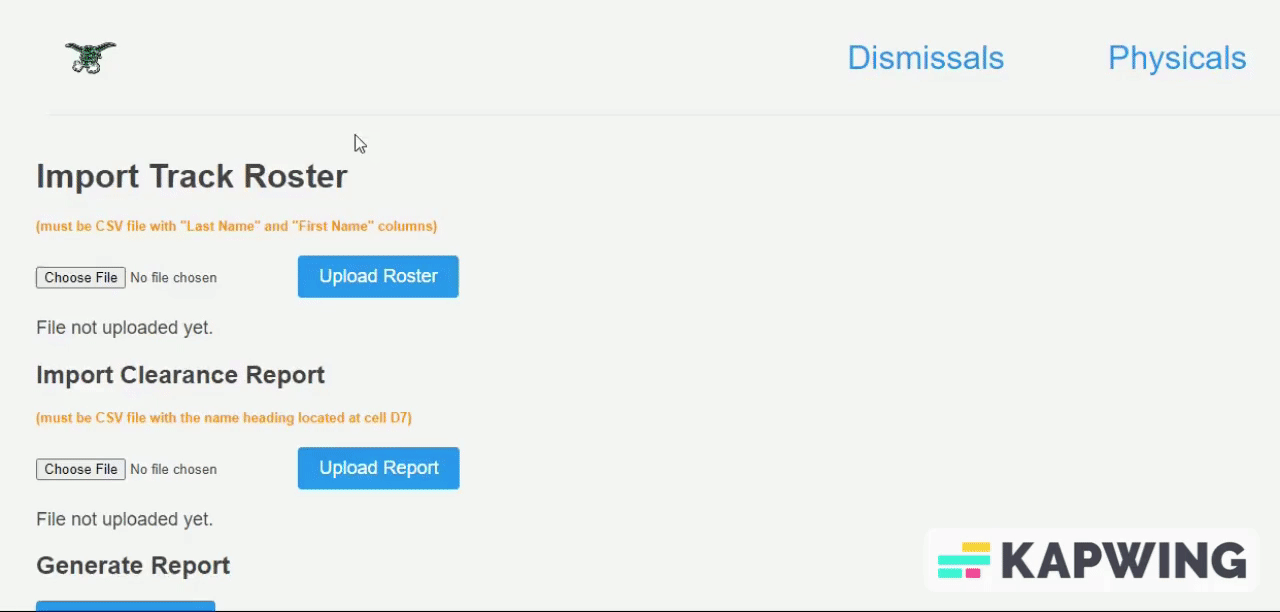 Dismissals Physicals
Import Track Roster
(must be CSV file with "Last Name" and "First Name" columns)
Choose File No file chosen Upload Roster
File not uploaded yet.
Import Clearance Report
(must be CSV file with the name heading located at cell D7)
Choose File No file chosen Upload Report
File not uploaded yet.
Generate Report
KAPWING